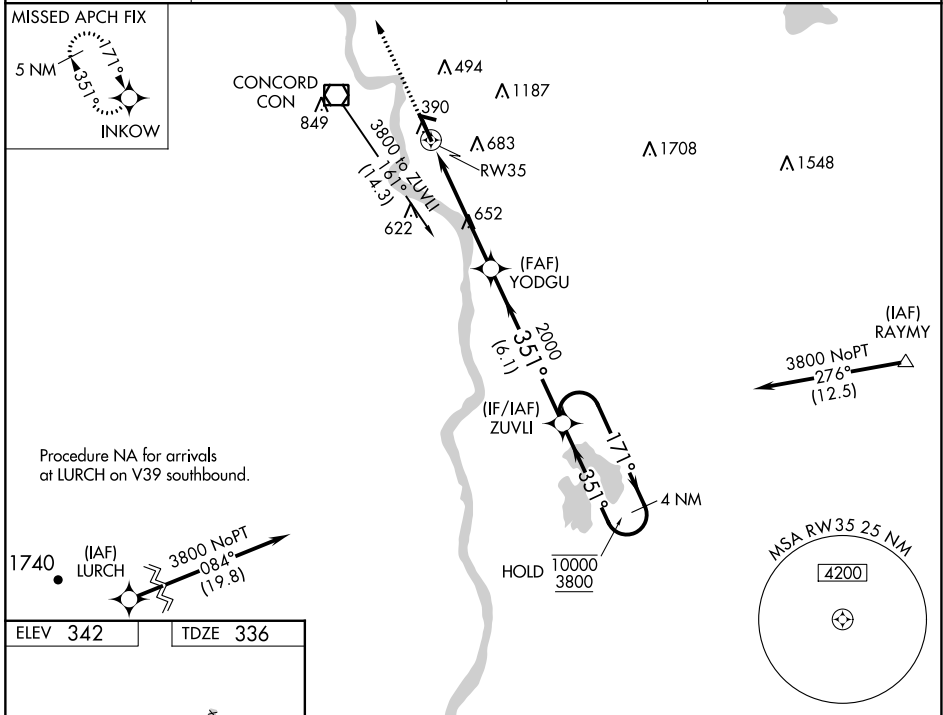 MISSED APCH FIX
5 NM
171°
351°
INKOW
CONCORD
CON
849
494
1187
390
683
RW35
1708
1548
3800 to ZUVLI
161°
(14.3)
622
652
(FAF)
YODGU
2000
351°
(6.1)
(IAF)
RAYMY
3800 NoPT
276°
(12.5)
(IF/IAF)
ZUVLI
171°
351°
4 NM
HOLD
10000
3800
Procedure NA for arrivals
at LURCH on V39 southbound.
1740
(IAF)
LURCH
3800 NoPT
084°
(19.8)
MSA RW35 25 NM
4200
ELEV 342
TDZE 336